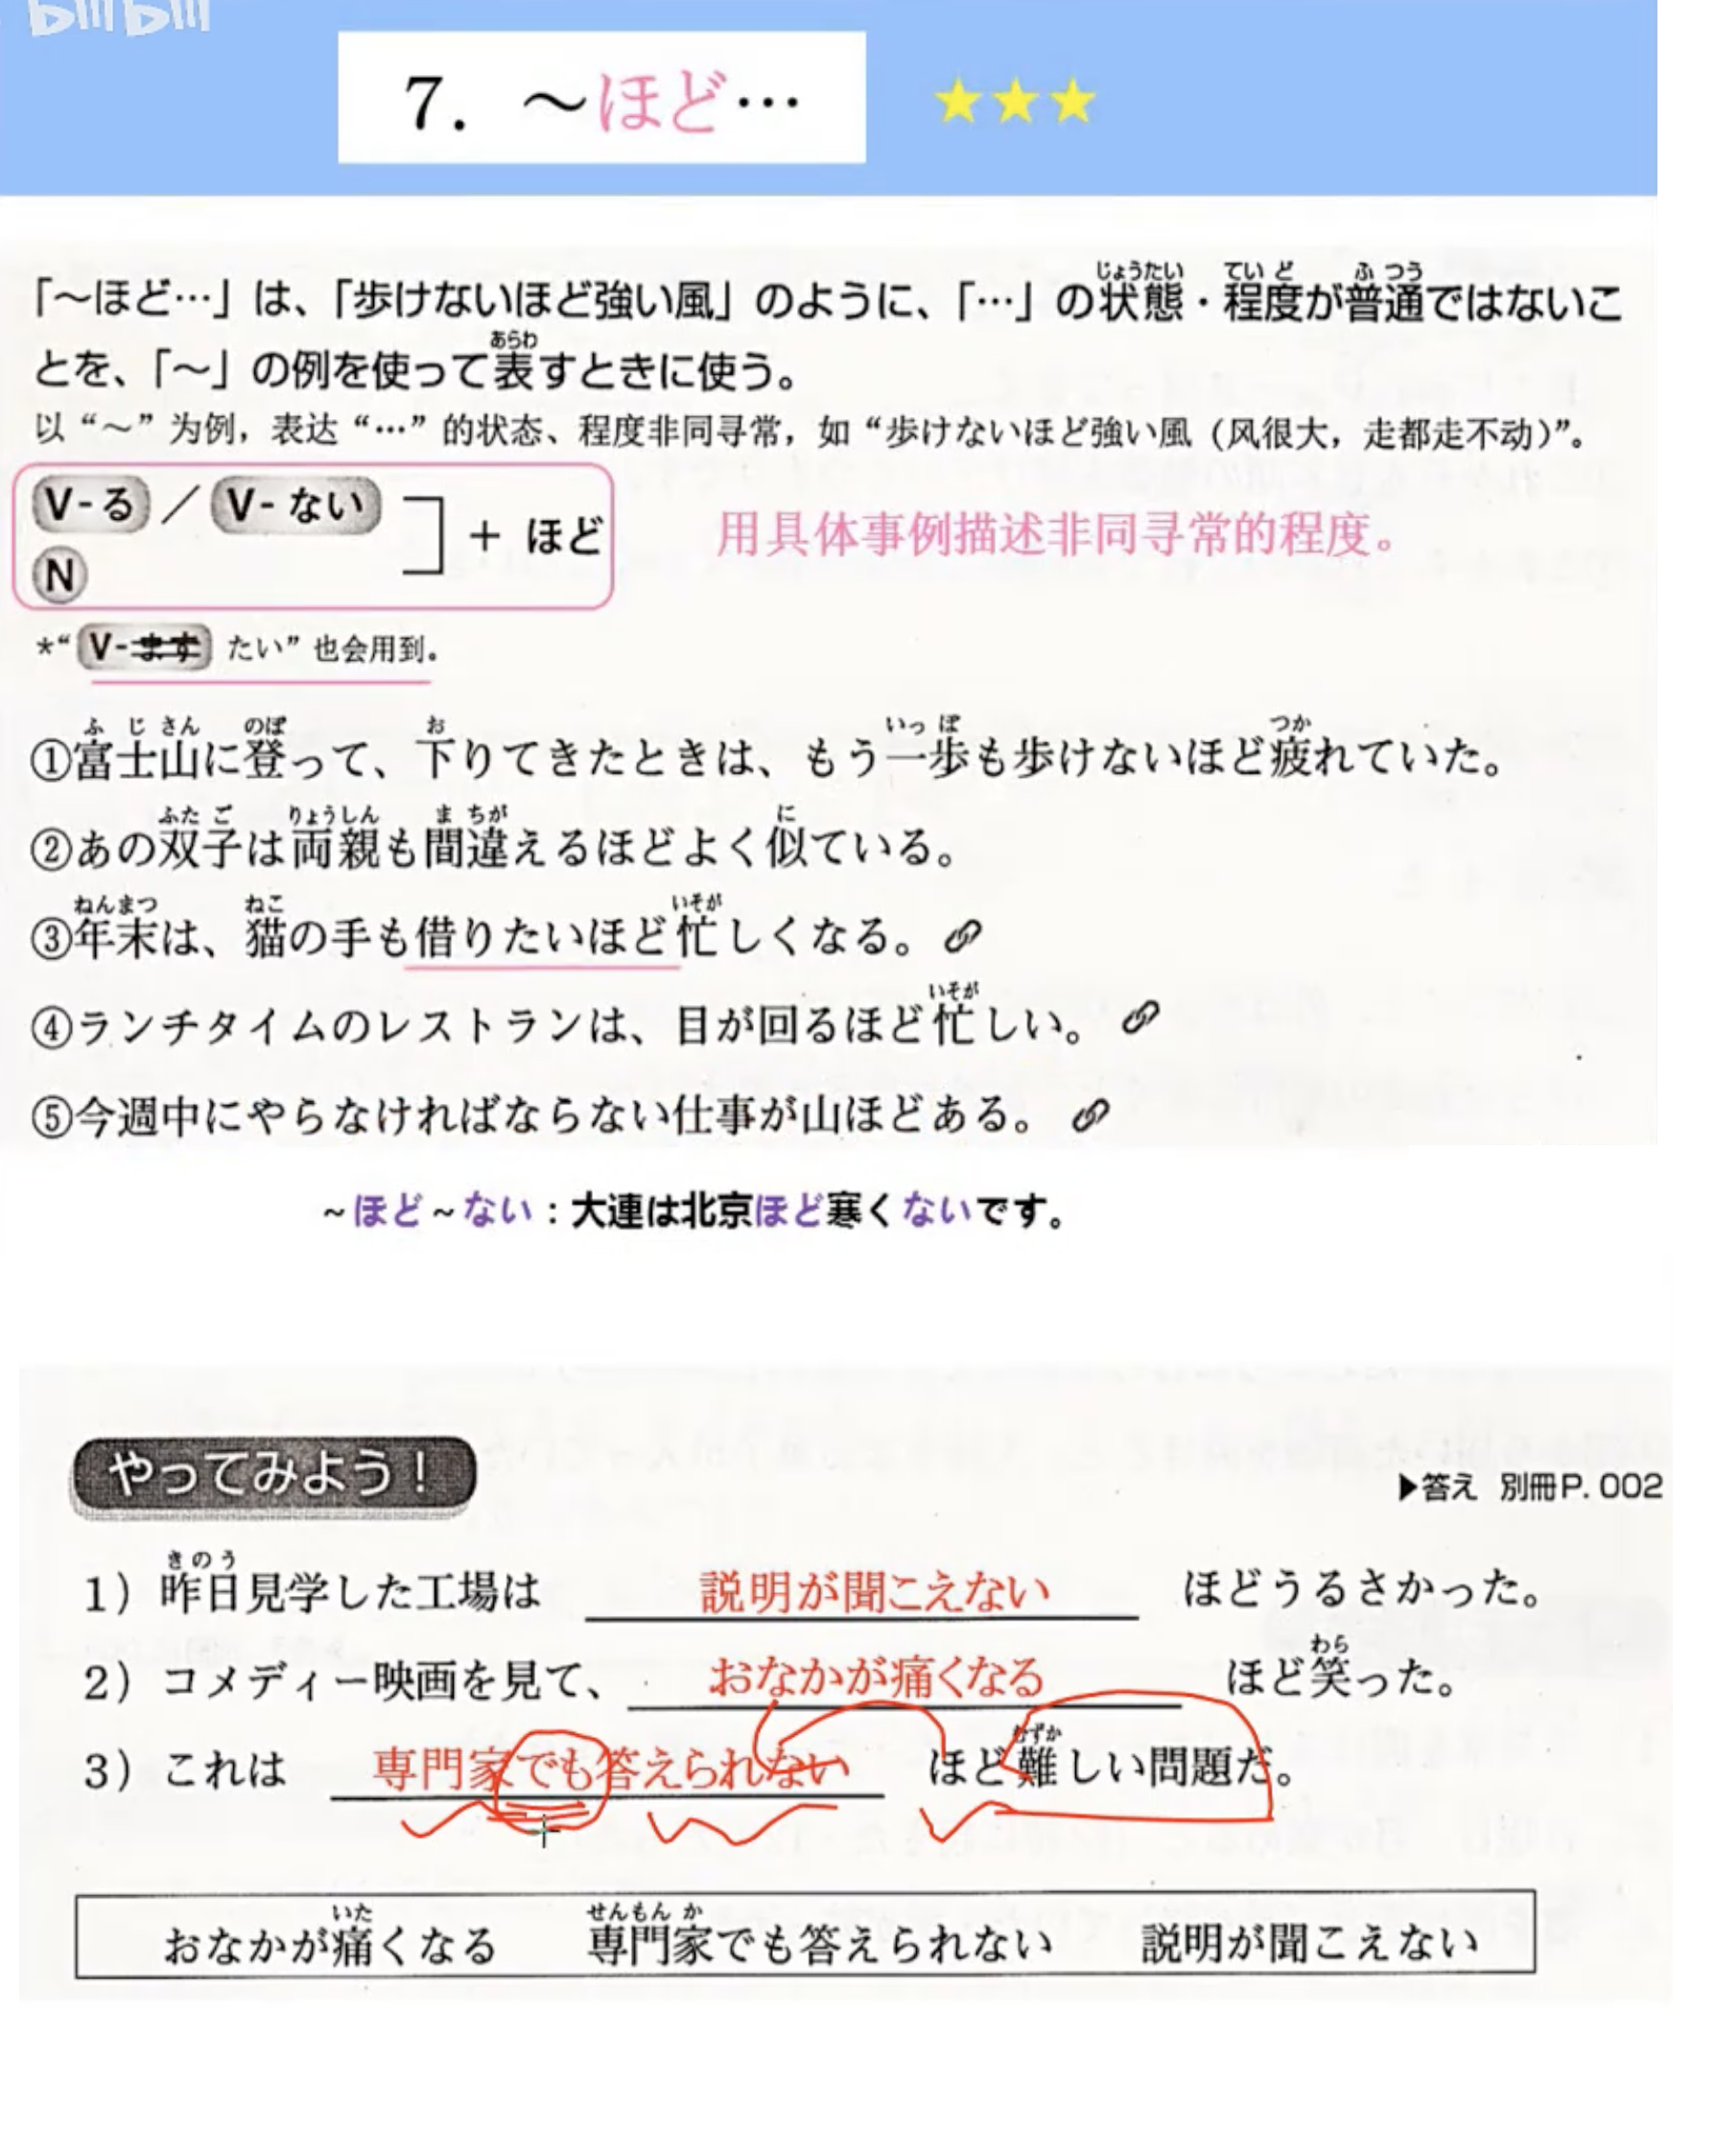 bilibili
7. ～ほど… ★★★
「～ほど…」は、「歩けないほど強い風」のように、「…」の状態・程度が普通ではないこ
とを、「～」の例を使って表すときに使う。
以“～”为例，表达“…”的状态、程度非同寻常，如“歩けないほど強い風（风很大，走都走不动）”。
V-る／V-ない
N
＋ ほど
用具体事例描述非同寻常的程度。
*“V-ます たい”也会用到。
①富士山に登って、下りてきたときは、もう一歩も歩けないほど疲れていた。
②あの双子は両親も間違えるほどよく似ている。
③年末は、猫の手も借りたいほど忙しくなる。
④ランチタイムのレストランは、目が回るほど忙しい。
⑤今週中にやらなければならない仕事が山ほどある。
~ほど~ない：大連は北京ほど寒くないです。
やってみよう！
▶答え 別冊P.002
1）昨日見学した工場は 説明が聞こえない ほどうるさかった。
2）コメディー映画を見て、 おなかが痛くなる ほど笑った。
3）これは 専門家でも答えられない ほど難しい問題だ。
おなかが痛くなる 専門家でも答えられない 説明が聞こえない